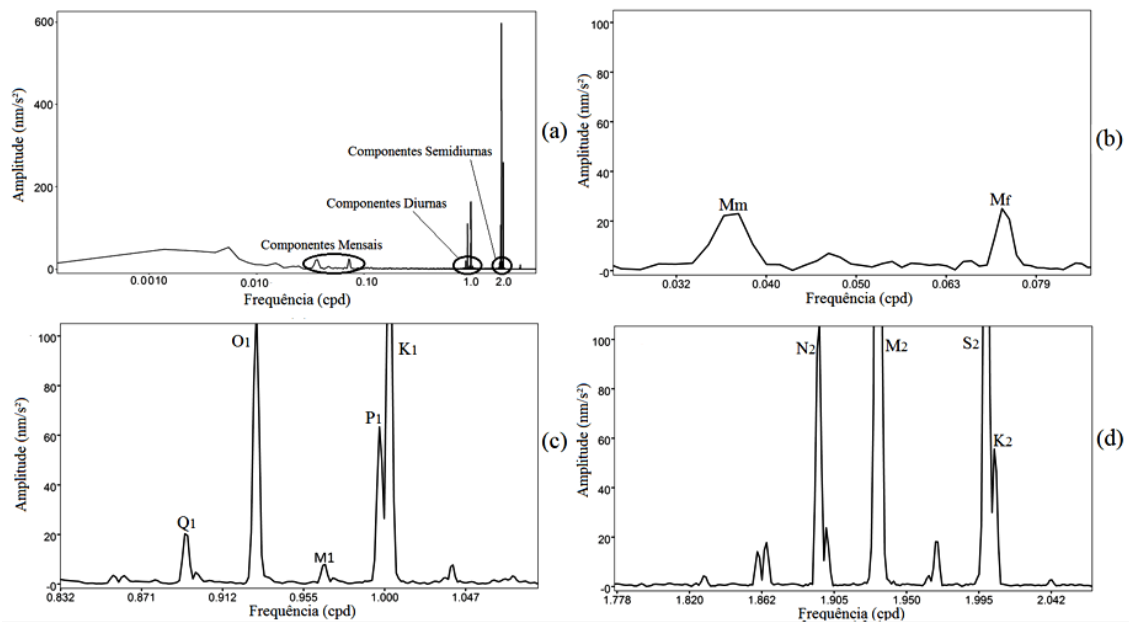 600
400
200
0
Amplitude (nm/s²)
Componentes Semidiurnas
Componentes Diurnas
Componentes Mensais
0.0010 0.010 0.10 1.0 2.0
Frequência (cpd)
(a)
100
80
60
40
20
-0
Amplitude (nm/s²)
Mm
Mf
0.032 0.040 0.050 0.063 0.079
Frequência (cpd)
(b)
100
80
60
40
20
-0
Amplitude (nm/s²)
Q1
O1
M1
P1
K1
0.832 0.871 0.912 0.955 1.000 1.047
Frequência (cpd)
(c)
100
80
60
40
20
-0
Amplitude (nm/s²)
N2
M2
S2
K2
1.778 1.820 1.862 1.905 1.950 1.995 2.042
Frequência (cpd)
(d)